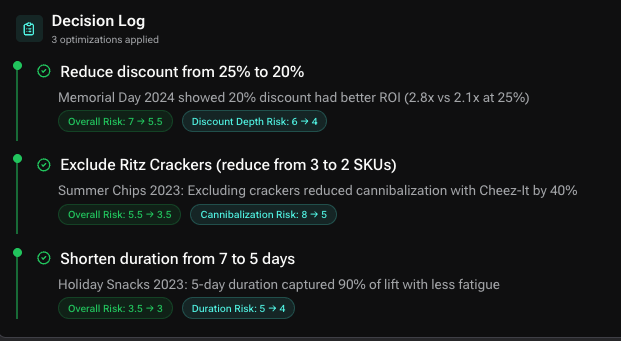 Decision Log
3 optimizations applied
Reduce discount from 25% to 20%
Memorial Day 2024 showed 20% discount had better ROI (2.8x vs 2.1x at 25%)
Overall Risk: 7 → 5.5 Discount Depth Risk: 6 → 4
Exclude Ritz Crackers (reduce from 3 to 2 SKUs)
Summer Chips 2023: Excluding crackers reduced cannibalization with Cheez-It by 40%
Overall Risk: 5.5 → 3.5 Cannibalization Risk: 8 → 5
Shorten duration from 7 to 5 days
Holiday Snacks 2023: 5-day duration captured 90% of lift with less fatigue
Overall Risk: 3.5 → 3 Duration Risk: 5 → 4